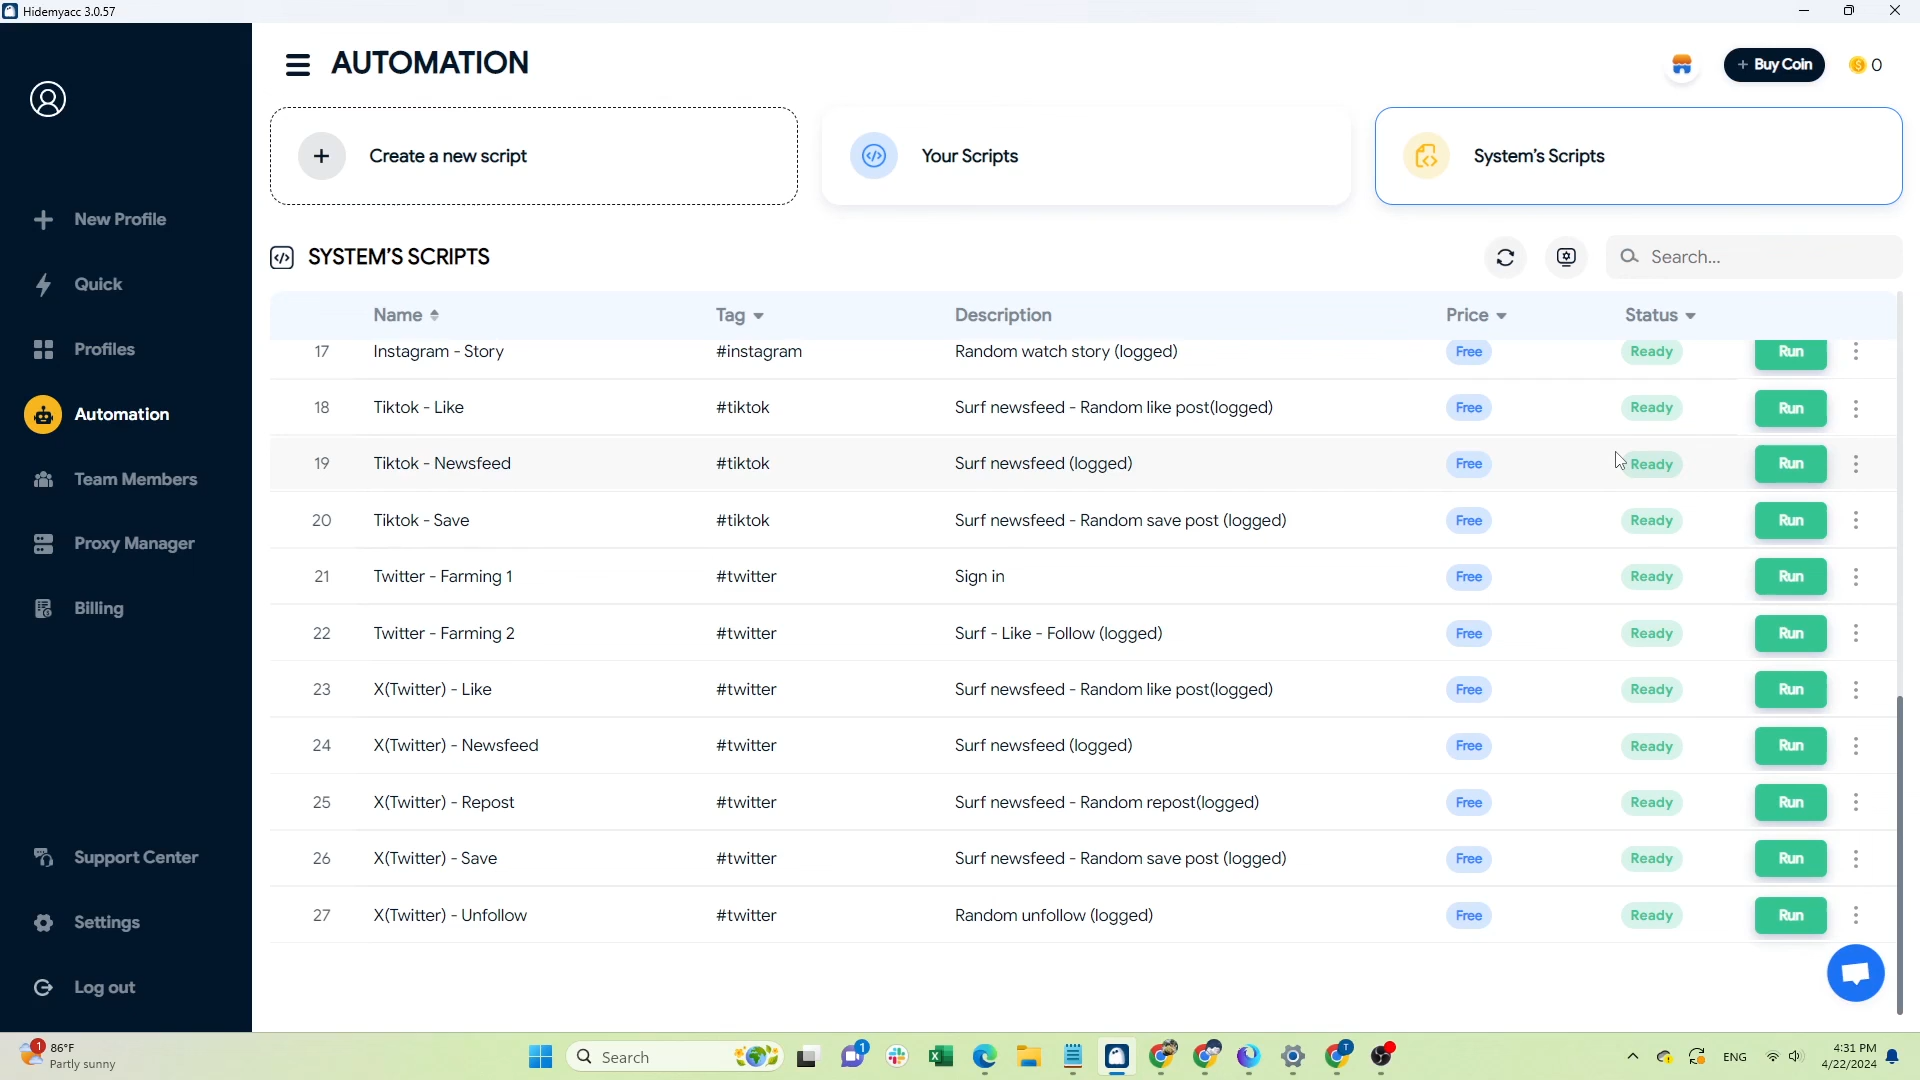 Hidemyacc 3.0.57
AUTOMATION
+ Buy Coin
0
Create a new script
Your Scripts
System's Scripts
New Profile
Quick
Profiles
Automation
Team Members
Proxy Manager
Billing
Support Center
Settings
Log out
SYSTEM'S SCRIPTS
Search...
Name Tag Description Price Status
17 Instagram - Story #instagram Random watch story (logged) Free Ready Run
18 Tiktok - Like #tiktok Surf newsfeed - Random like post(logged) Free Ready Run
19 Tiktok - Newsfeed #tiktok Surf newsfeed (logged) Free Ready Run
20 Tiktok - Save #tiktok Surf newsfeed - Random save post (logged) Free Ready Run
21 Twitter - Farming 1 #twitter Sign in Free Ready Run
22 Twitter - Farming 2 #twitter Surf - Like - Follow (logged) Free Ready Run
23 X(Twitter) - Like #twitter Surf newsfeed - Random like post(logged) Free Ready Run
24 X(Twitter) - Newsfeed #twitter Surf newsfeed (logged) Free Ready Run
25 X(Twitter) - Repost #twitter Surf newsfeed - Random repost(logged) Free Ready Run
26 X(Twitter) - Save #twitter Surf newsfeed - Random save post (logged) Free Ready Run
27 X(Twitter) - Unfollow #twitter Random unfollow (logged) Free Ready Run
1
86°F
Partly sunny
Search
1
T
ENG
4:31 PM
4/22/2024